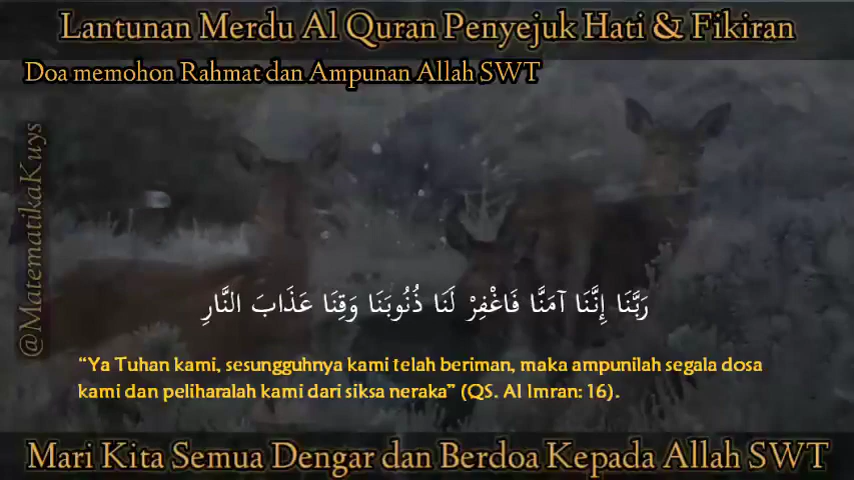 Lantunan Merdu Al Quran Penyejuk Hati & Fikiran
Doa memohon Rahmat dan Ampunan Allah SWT
@MatematikaKuys
رَبَّنَا إِنَّنَا آمَنَّا فَاغْفِرْ لَنَا ذُنُوبَنَا وَقِنَا عَذَابَ النَّارِ
“Ya Tuhan kami, sesungguhnya kami telah beriman, maka ampunilah segala dosa
kami dan peliharalah kami dari siksa neraka” (QS. Al Imran: 16).
Mari Kita Semua Dengar dan Berdoa Kepada Allah SWT